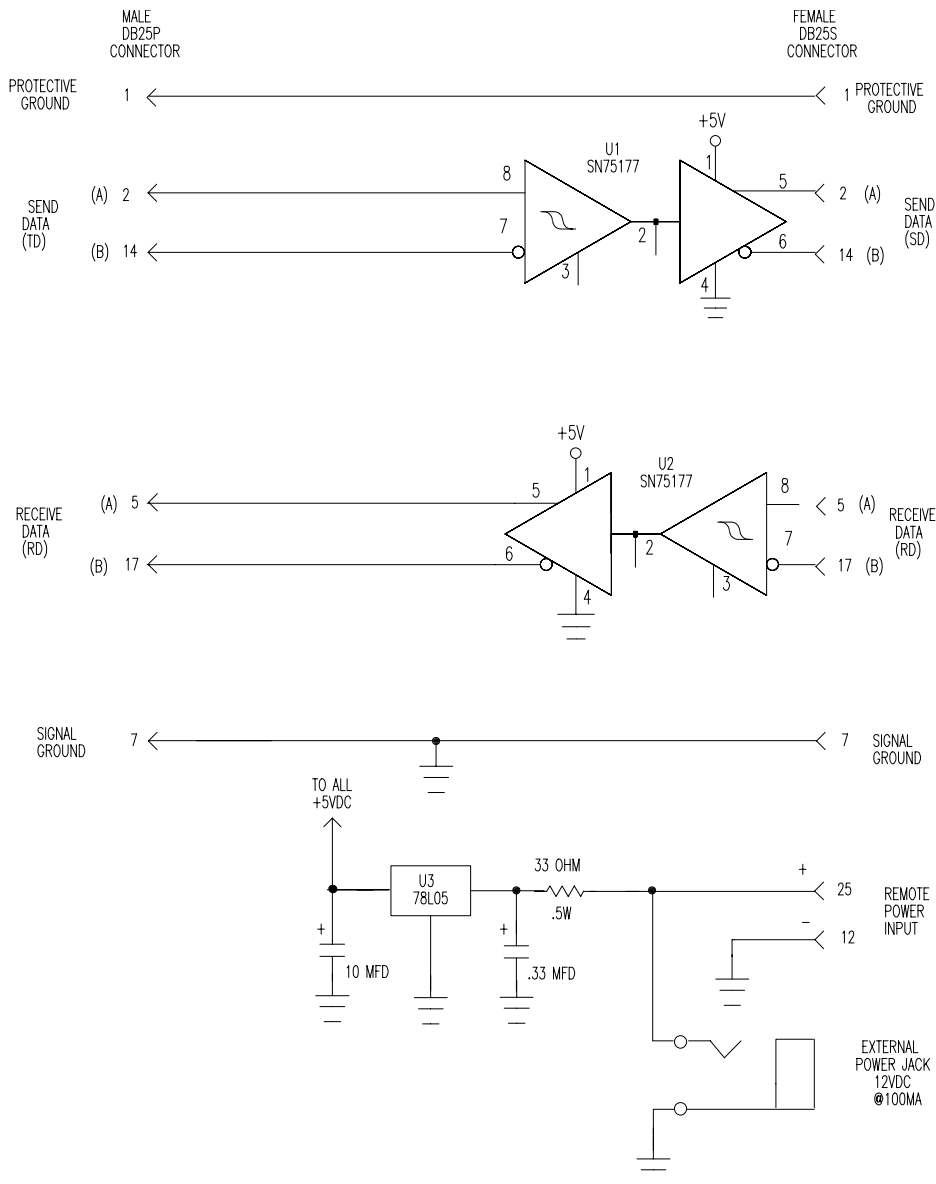 MALE
DB25P
CONNECTOR
FEMALE
DB25S
CONNECTOR
PROTECTIVE
GROUND
1
1
PROTECTIVE
GROUND
+5V
U1
SN75177
1
8
5
(A) 2
2 (A)
SEND
DATA
(TD)
7
2
SEND
DATA
(SD)
6
(B) 14
14 (B)
3
4
+5V
U2
SN75177
1
8
5
(A) 5
5 (A)
RECEIVE
DATA
(RD)
7
RECEIVE
DATA
(RD)
6
2
(B) 17
17 (B)
3
4
SIGNAL
GROUND
7
7
SIGNAL
GROUND
TO ALL
+5VDC
U3
78L05
33 OHM
.5W
+
25
REMOTE
POWER
INPUT
-
12
+
10 MFD
+
.33 MFD
EXTERNAL
POWER JACK
12VDC
@100MA